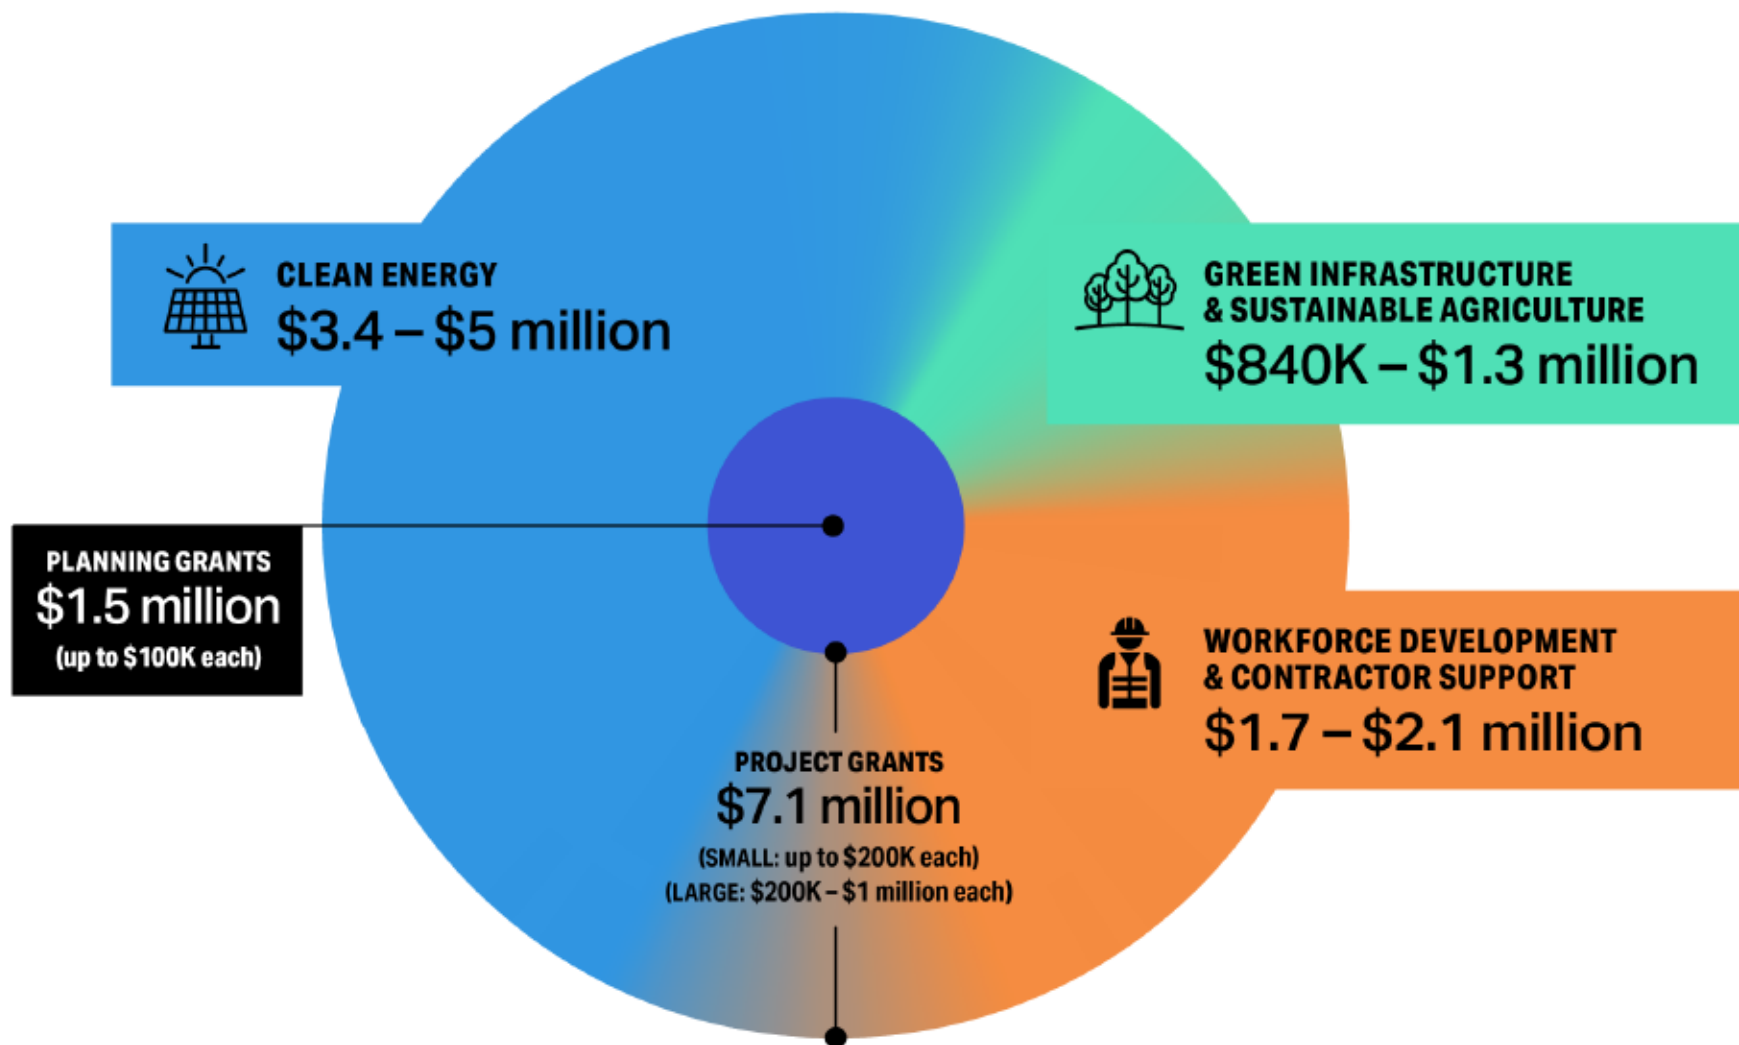 CLEAN ENERGY
$3.4 – $5 million
GREEN INFRASTRUCTURE
& SUSTAINABLE AGRICULTURE
$840K – $1.3 million
PLANNING GRANTS
$1.5 million
(up to $100K each)
WORKFORCE DEVELOPMENT
& CONTRACTOR SUPPORT
$1.7 – $2.1 million
PROJECT GRANTS
$7.1 million
(SMALL: up to $200K each)
(LARGE: $200K – $1 million each)